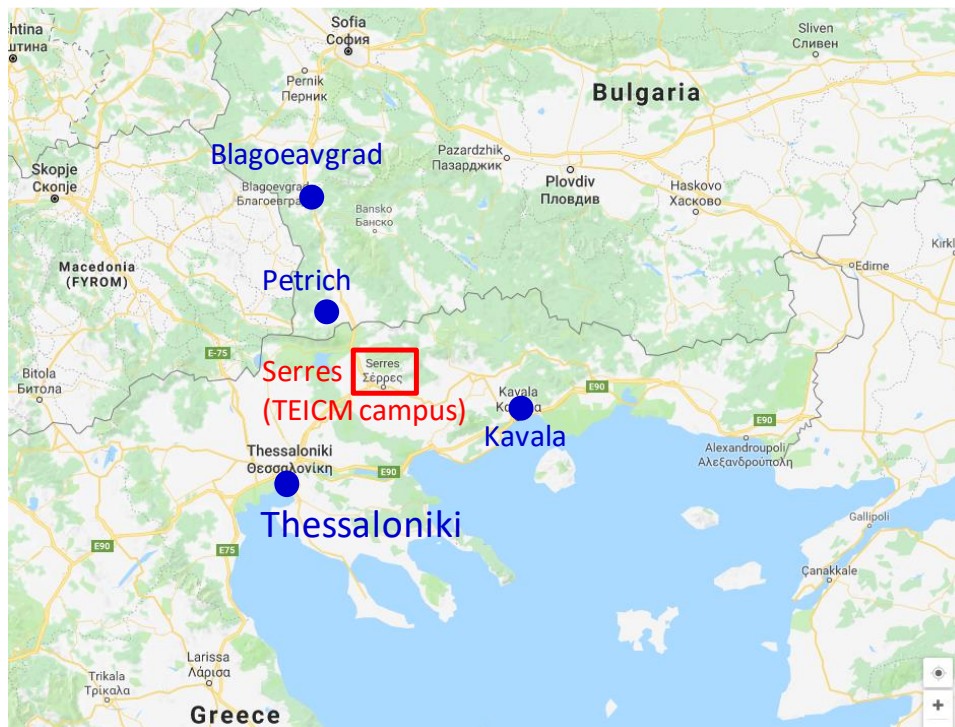 htina
штина
Sofia
София
Sliven
Сливен
Pernik
Перник
Bulgaria
Blagoeavgrad
Pazardzhik
Пазарджик
Skopje
Скопје
Blagoevgrad
Благоевград
Plovdiv
Пловдив
Haskovo
Хасково
Bansko
Банско
Kirkl
Macedonia
(FYROM)
Petrich
Edirne
E-75
Bitola
Битола
Serres
Serres
Σέρρες
(TEICM campus)
Kavala
E90
Kavala
Thessaloniki
Θεσσαλονίκη
E90
Alexandroupoli
Αλεξανδρούπολη
Thessaloniki
Gallipoli
E90
E75
Çanakkale
Larissa
Λάρισα
Trikala
Τρίκαλα
Greece
+